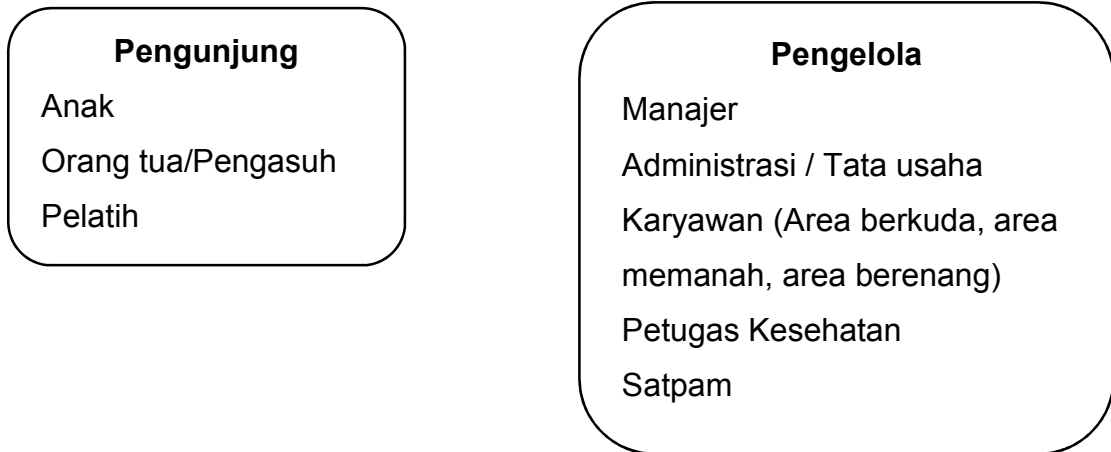 Pengunjung
Anak
Orang tua/Pengasuh
Pelatih
Pengelola
Manajer
Administrasi / Tata usaha
Karyawan (Area berkuda, area
memanah, area berenang)
Petugas Kesehatan
Satpam